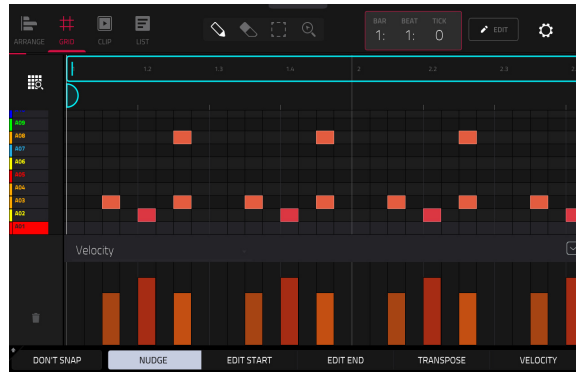 BAR BEAT TICK
1: 1: 0
EDIT
ARRANGE GRID CLIP LIST
1.2 1.3 1.4 2 2.2 2.3
A09
A08
A07
A06
A05
A04
A03
A02
A01
Velocity
DON'T SNAP NUDGE EDIT START EDIT END TRANSPOSE VELOCITY